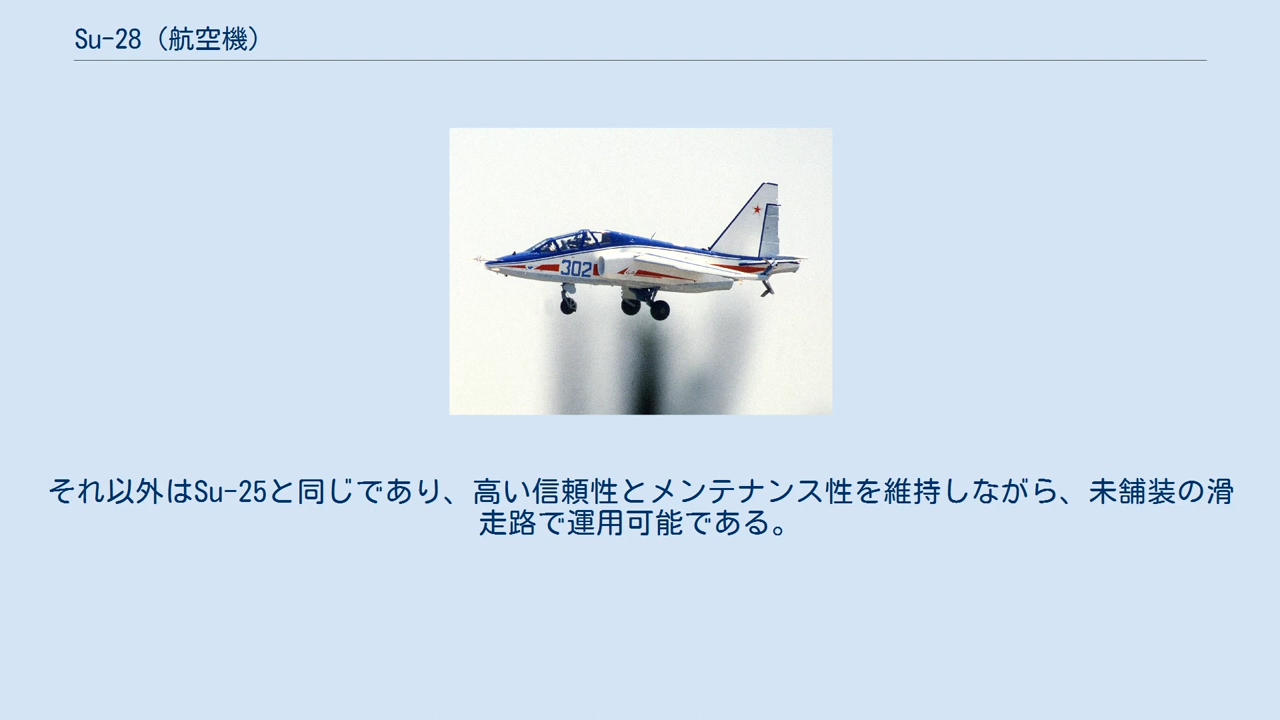 Su-28（航空機）
302
それ以外はSu-25と同じであり、高い信頼性とメンテナンス性を維持しながら、未舗装の滑
走路で運用可能である。